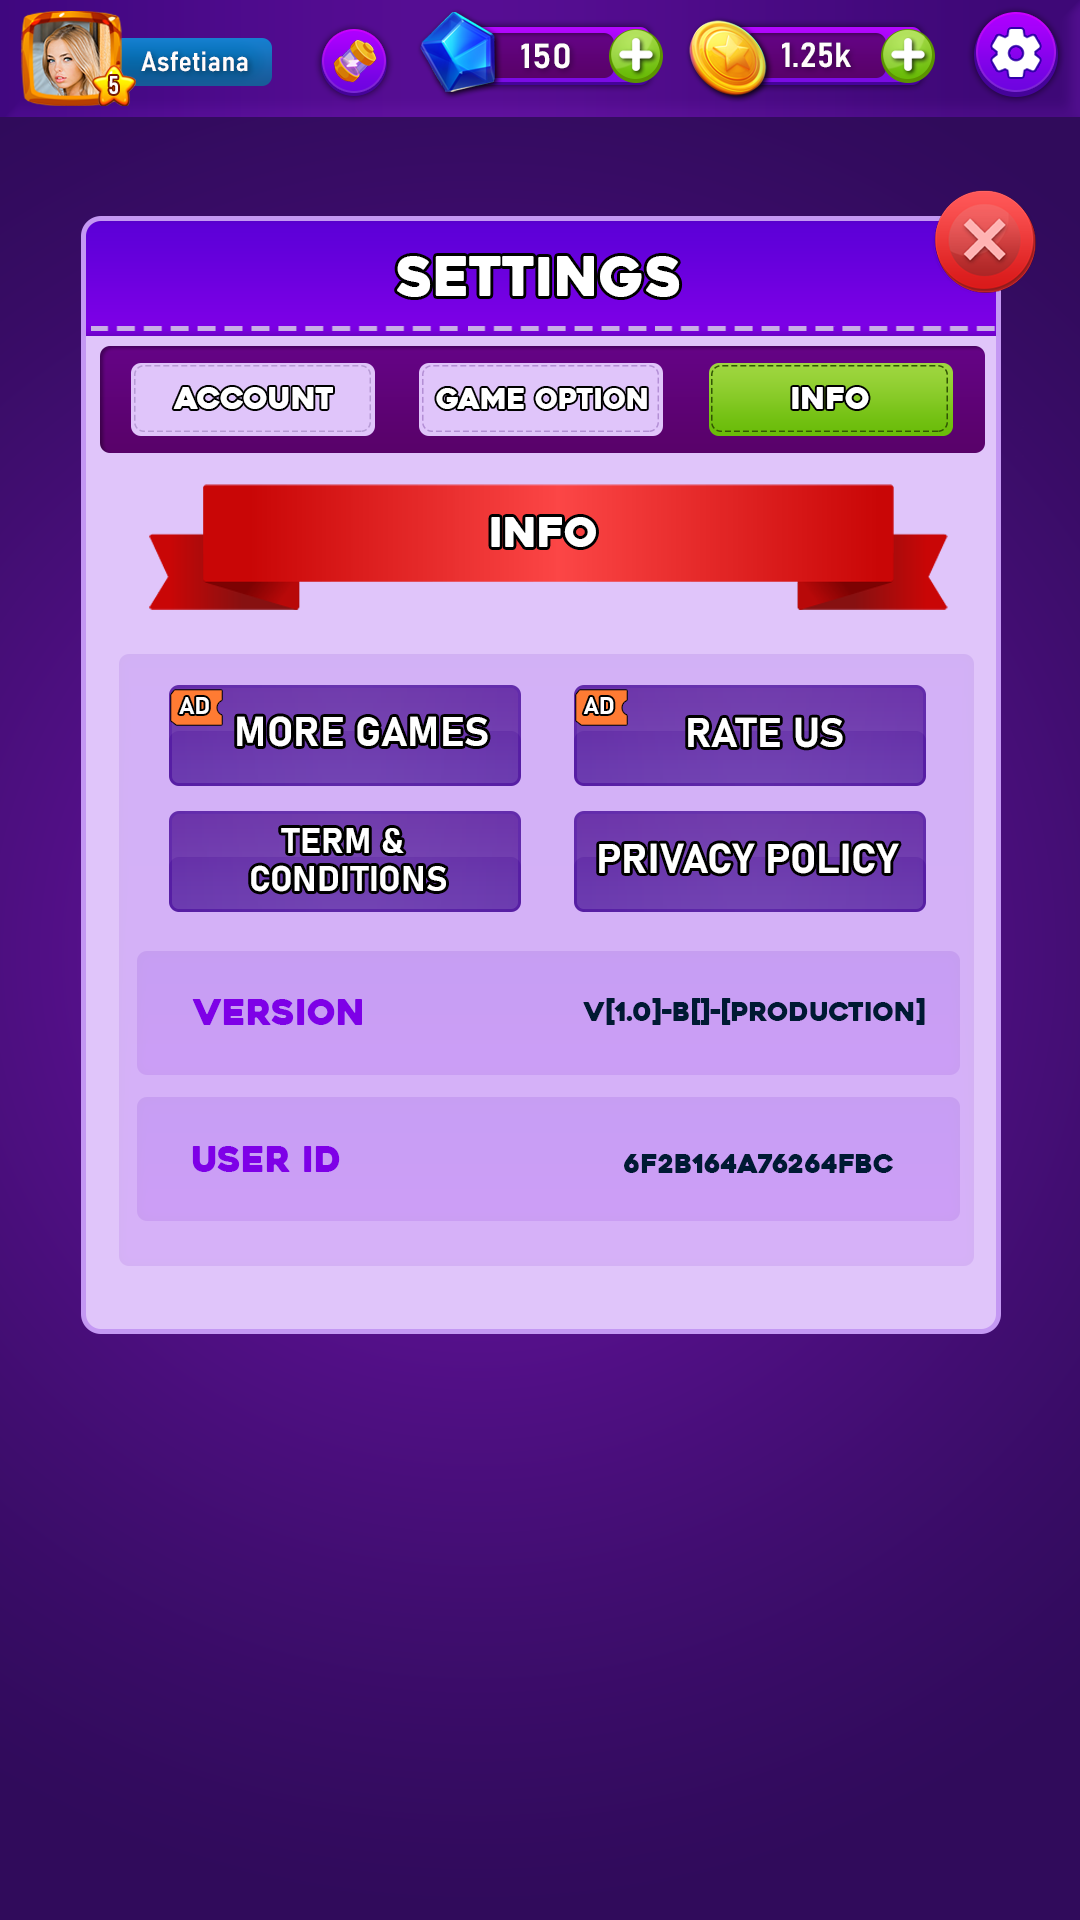 Asfetiana
5
150
1.25k
SETTINGS
ACCOUNT
GAME OPTION
INFO
INFO
AD
MORE GAMES
AD
RATE US
TERM &
CONDITIONS
PRIVACY POLICY
VERSION
V[1.0]-B[]-[PRODUCTION]
USER ID
6F2B164A76264FBC